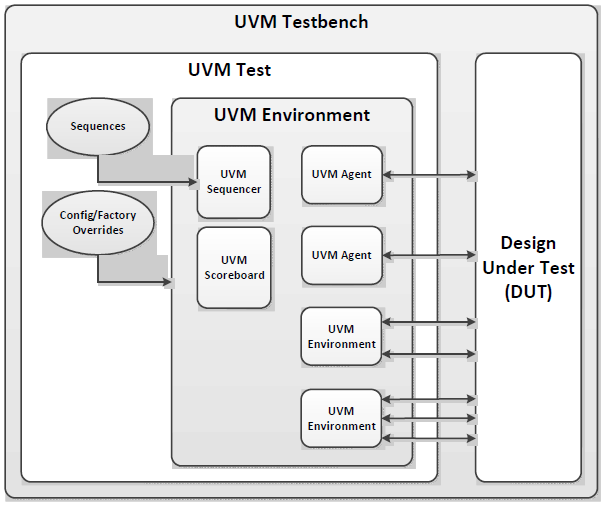 UVM Testbench
UVM Test
UVM Environment
Sequences
UVM
Sequencer
UVM Agent
Config/Factory
Overrides
UVM
Scoreboard
UVM Agent
Design
Under Test
(DUT)
UVM
Environment
UVM
Environment